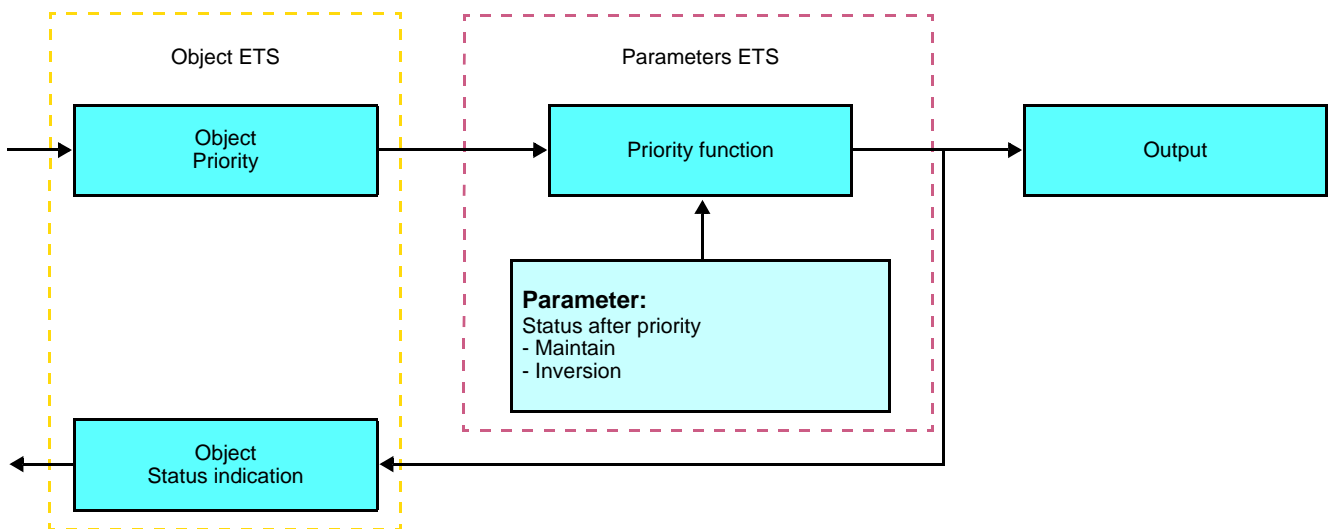 Object ETS
Parameters ETS
Object
Priority
Priority function
Output
Parameter:
Status after priority
- Maintain
- Inversion
Object
Status indication